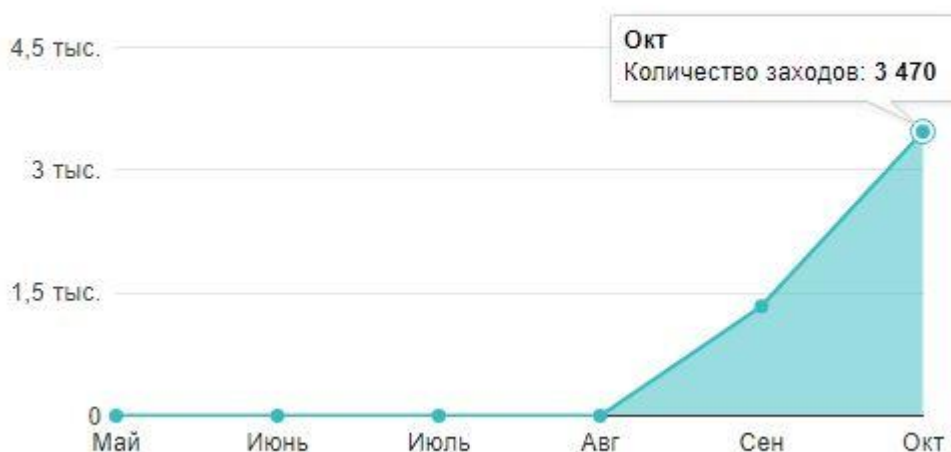 4,5 тыс.
Окт
Количество заходов: 3 470
3 тыс.
1,5 тыс.
0
Май Июнь Июль Авг Сен Окт